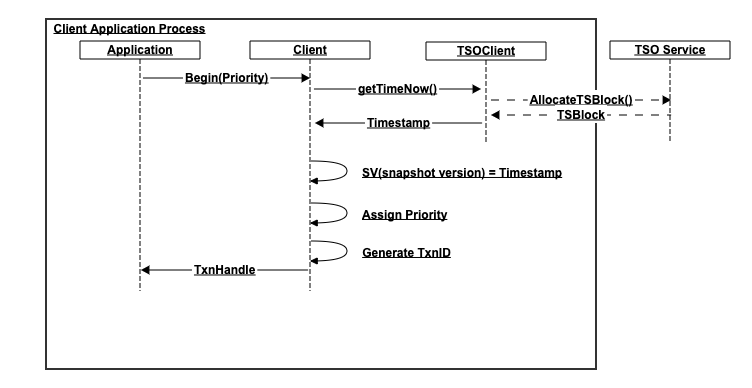 Client Application Process
Application
Client
TSOClient
TSO Service
Begin(Priority)
getTimeNow()
AllocateTSBlock()
TSBlock
Timestamp
SV(snapshot version) = Timestamp
Assign Priority
Generate TxnID
TxnHandle